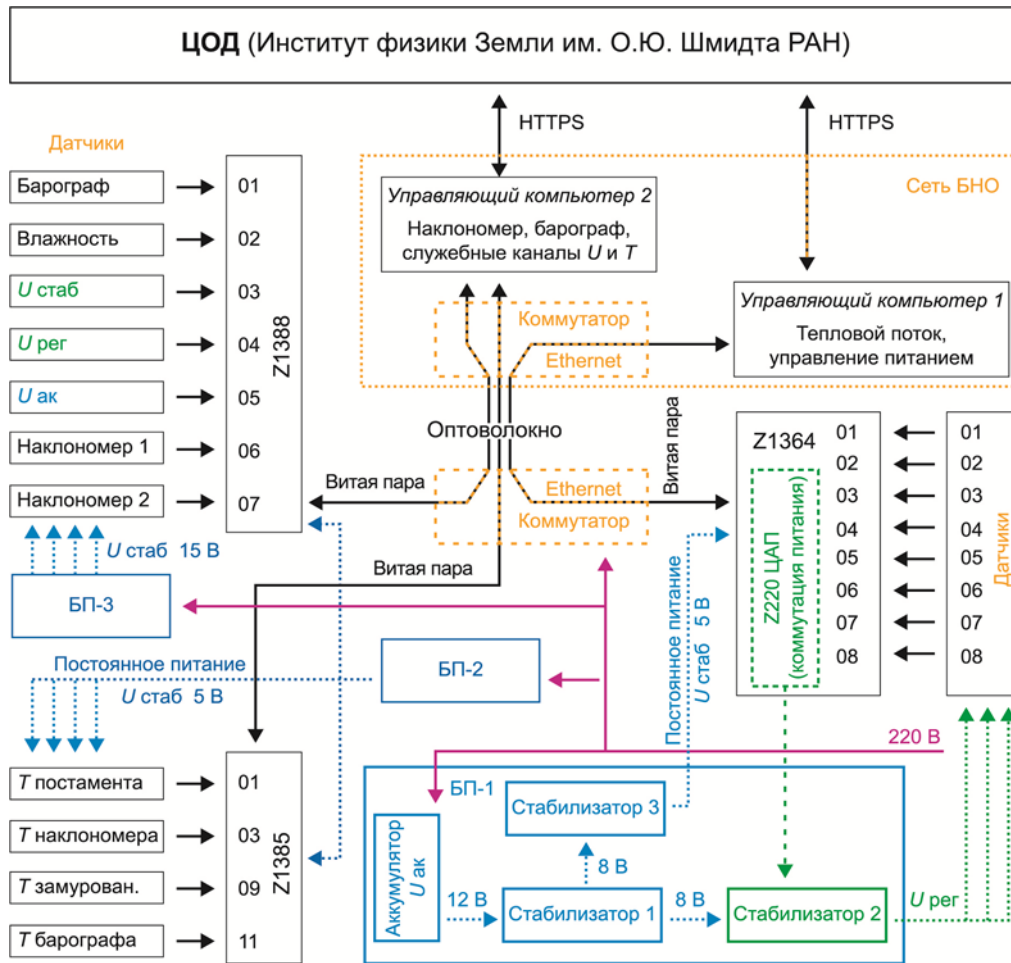 ЦОД (Институт физики Земли им. О.Ю. Шмидта РАН)
HTTPS
HTTPS
Датчики
Барограф
Влажность
U стаб
U рег
U ак
Наклономер 1
Наклономер 2
01
02
03
04
05
06
07
Z1388
Сеть БНО
Управляющий компьютер 2
Наклономер, барограф,
служебные каналы U и T
Управляющий компьютер 1
Тепловой поток,
управление питанием
Коммутатор
Ethernet
Оптоволокно
Ethernet
Коммутатор
Витая пара
Витая пара
Витая пара
Z1364
Z220 ЦАП
(коммутация питания)
01
02
03
04
05
06
07
08
01
02
03
04
05
06
07
08
Датчики
U стаб 15 В
БП-3
БП-2
Постоянное питание
U стаб 5 В
Постоянное питание
U стаб 5 В
220 В
T постамента
T наклономера
T замурован.
T барографа
01
03
09
11
Z1385
БП-1
Аккумулятор
U ак
12 В
Стабилизатор 3
8 В
Стабилизатор 1
8 В
Стабилизатор 2
U рег